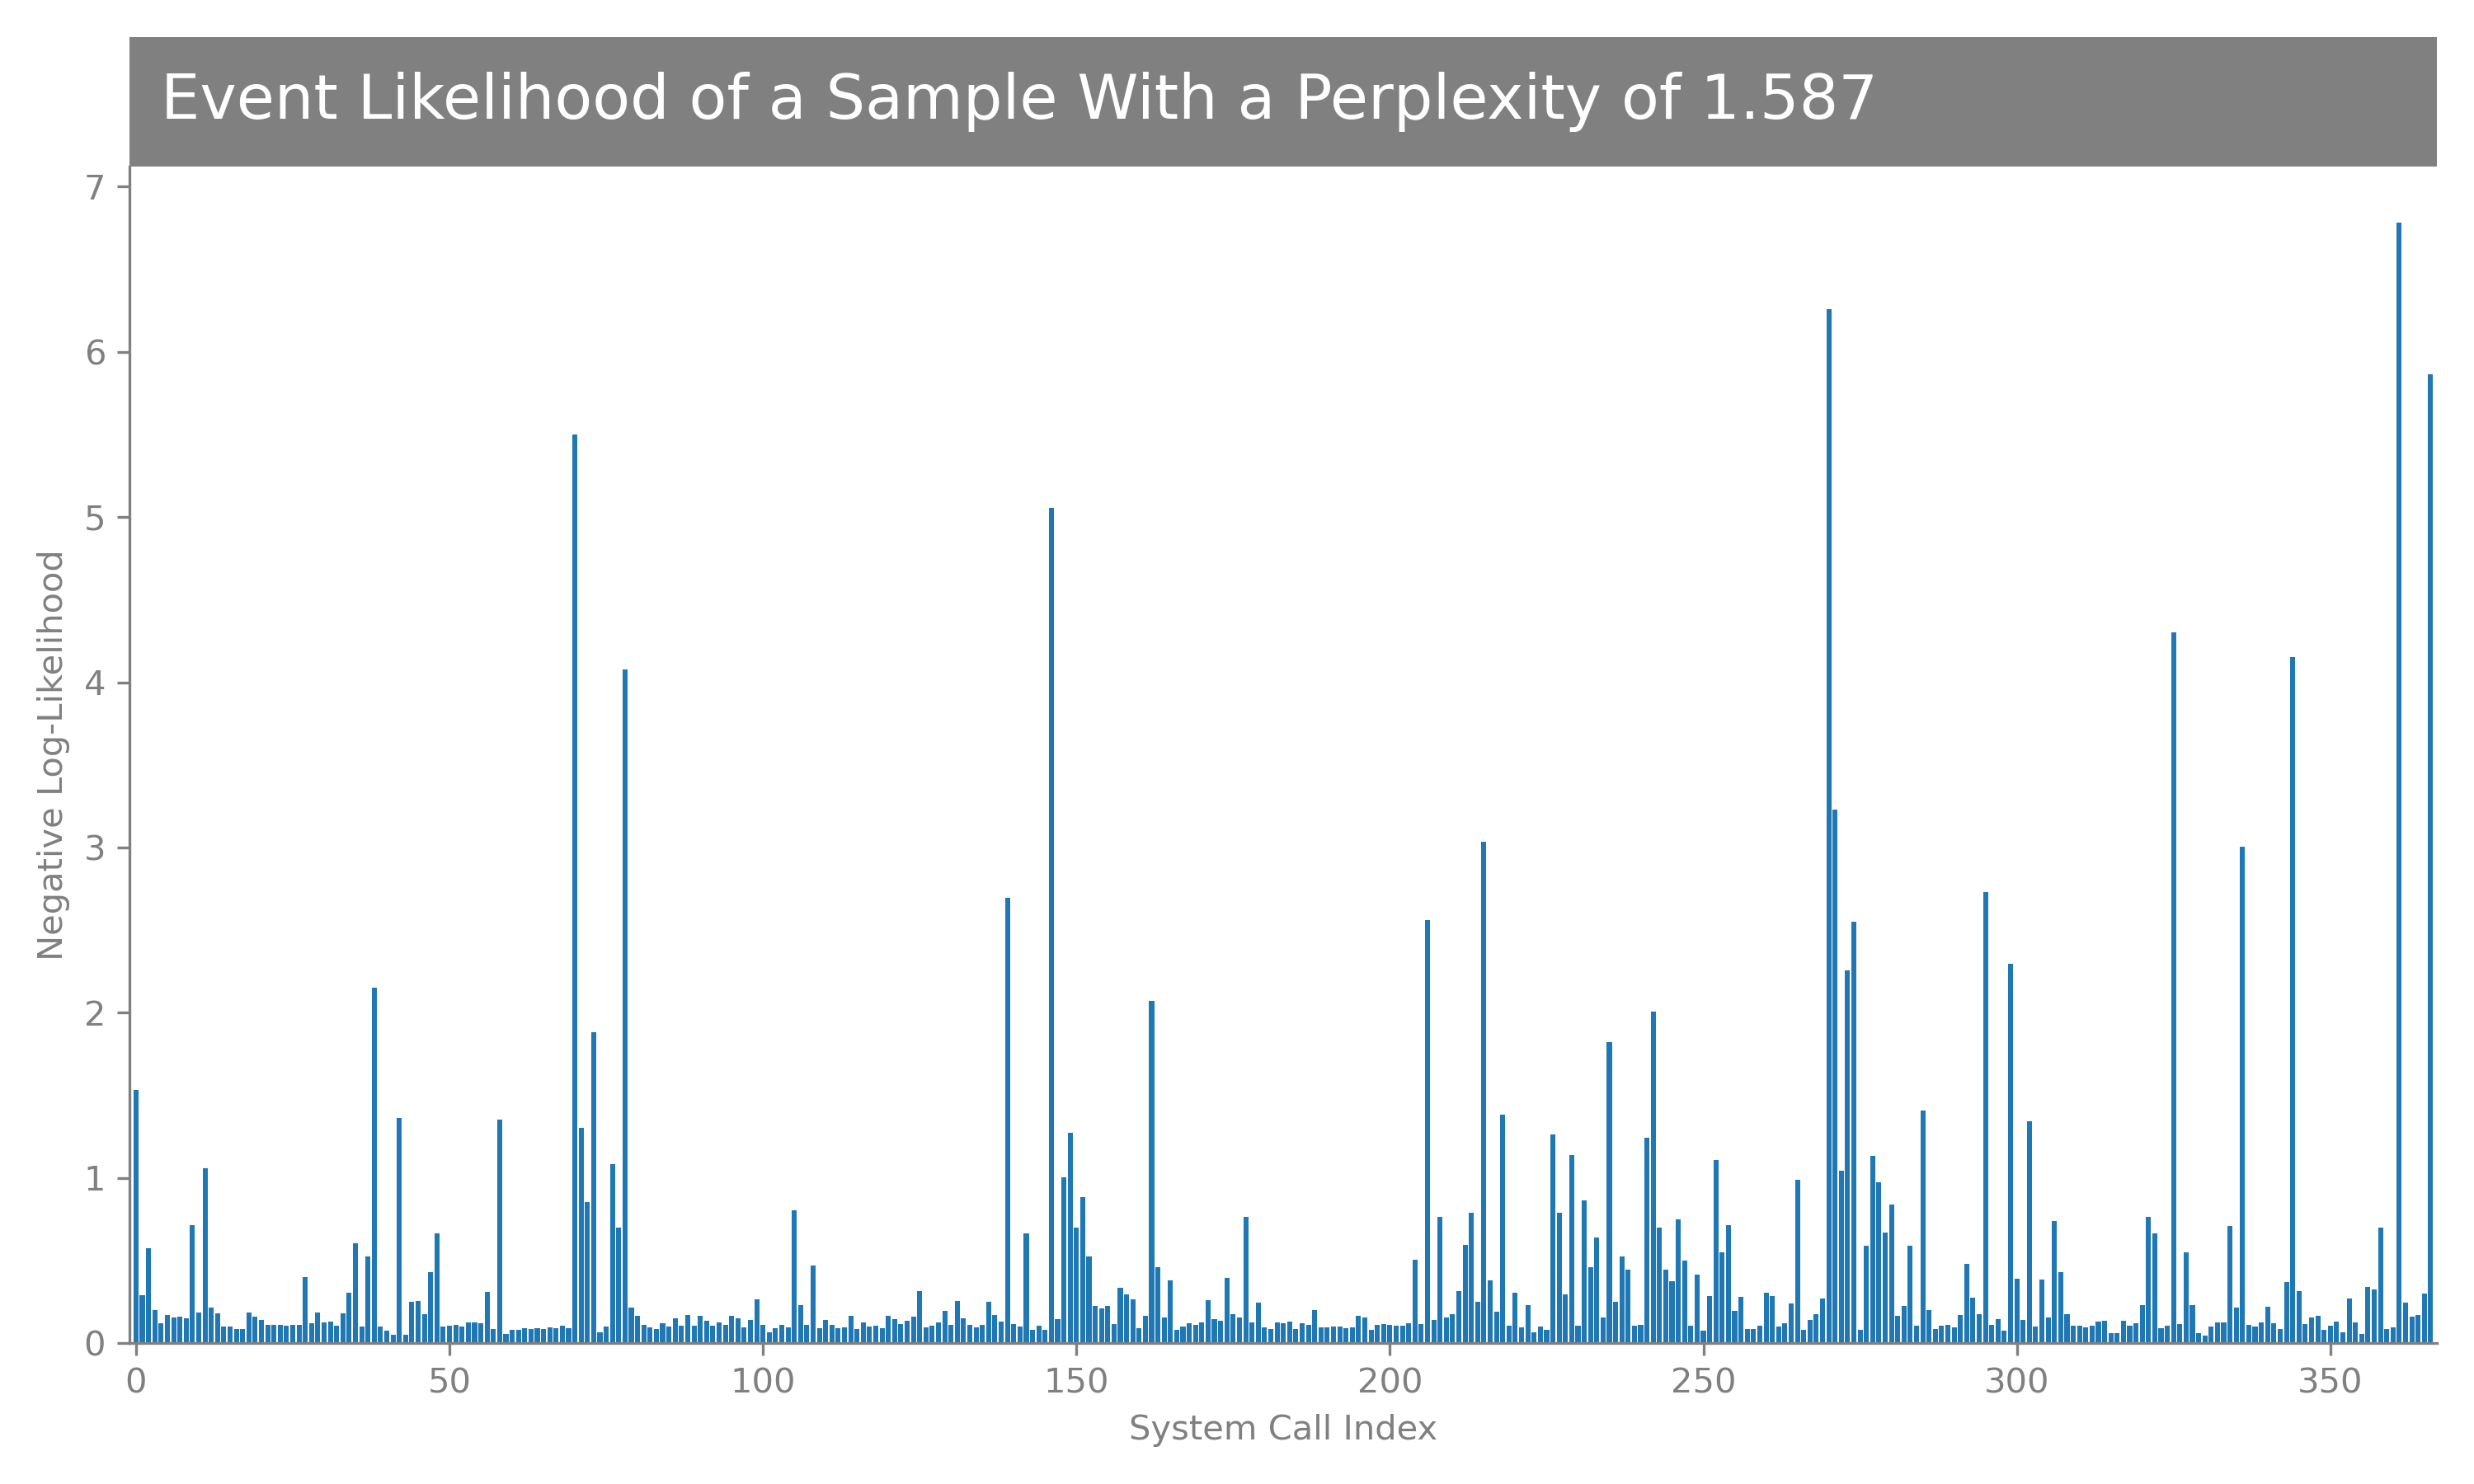 Event Likelihood of a Sample With a Perplexity of 1.587
7
6
5
4
3
2
1
0
Negative Log-Likelihood
0 50 100 150 200 250 300 350
System Call Index